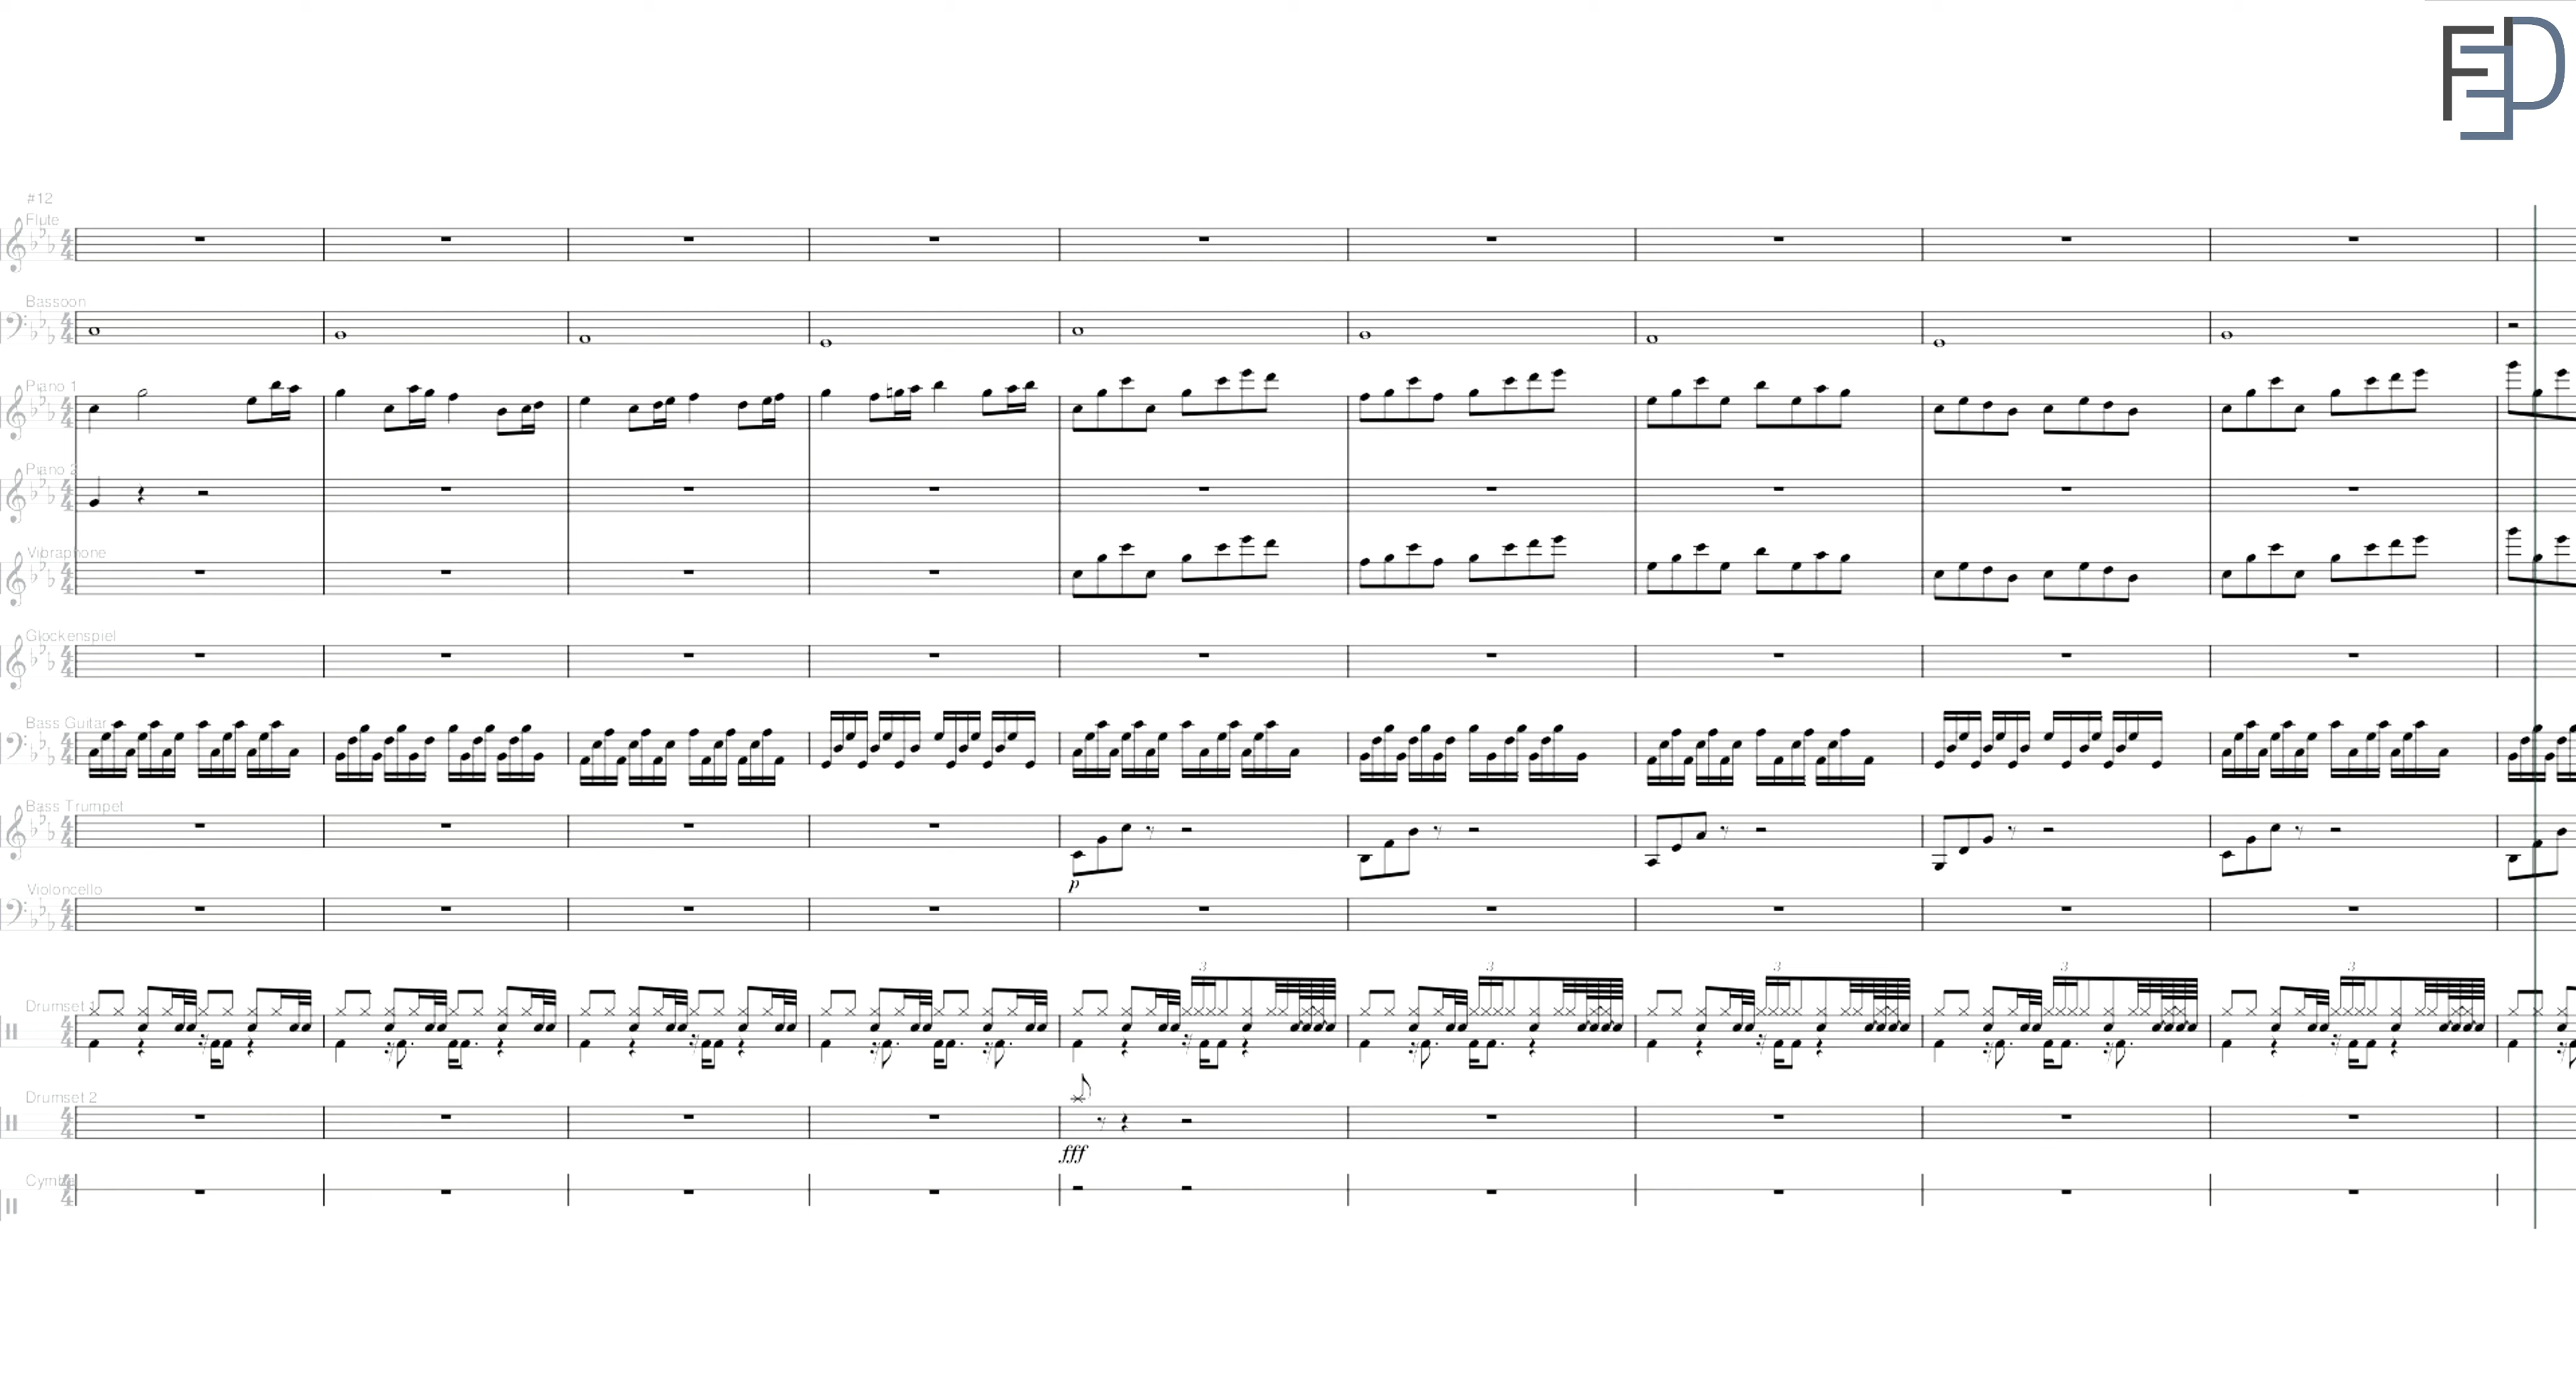 FED
#12
Flute
Bassoon
Piano 1
Piano 2
Vibraphone
Glockenspiel
Bass Guitar
Bass Trumpet
p
Violoncello
3 3 3 3 3
Drumset 1
Drumset 2
fff